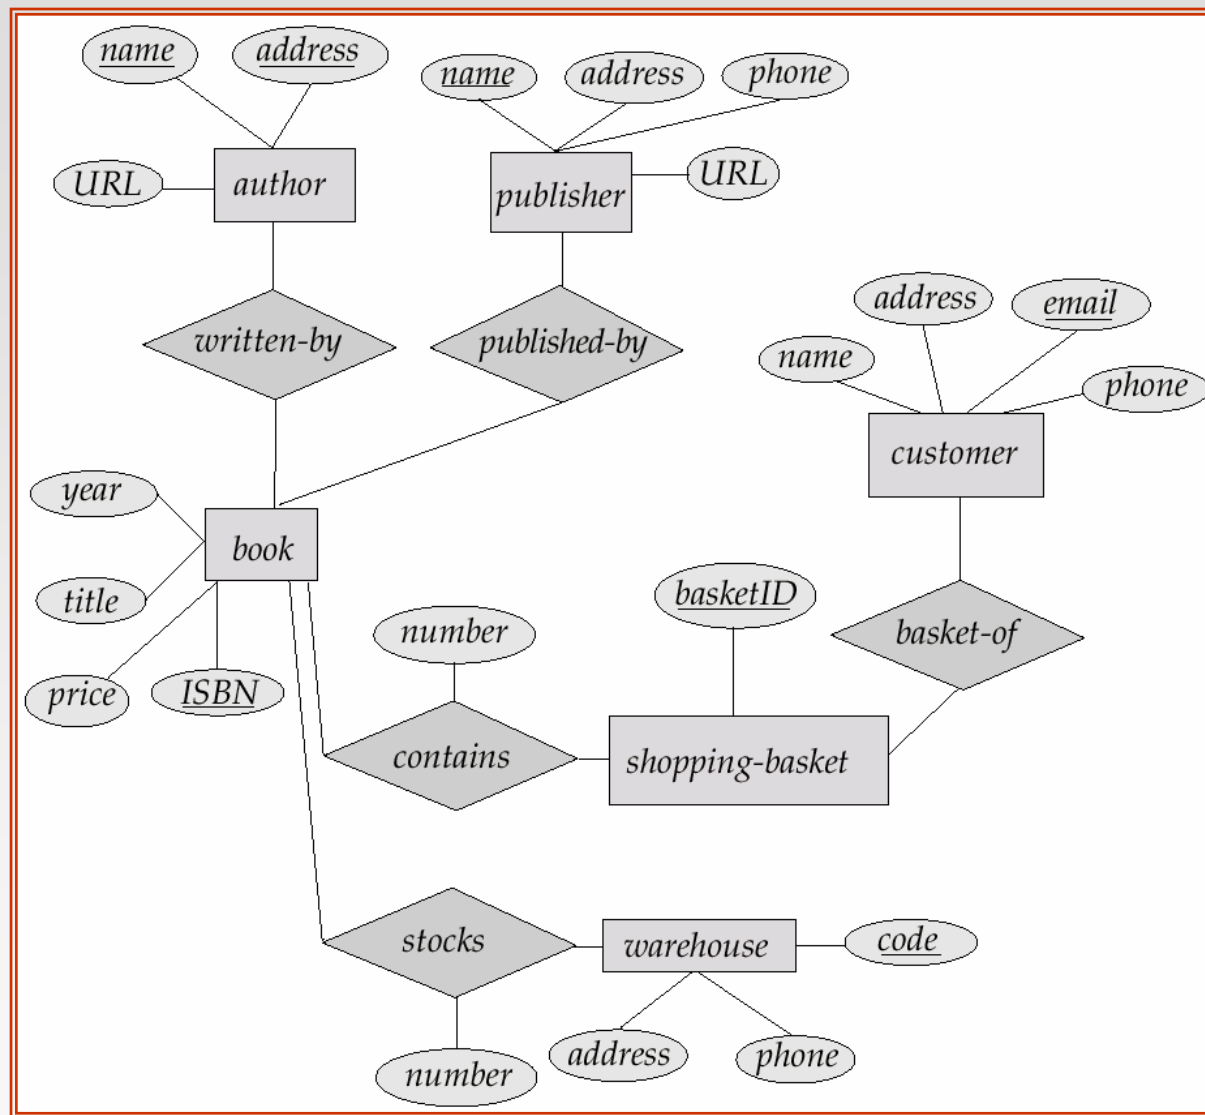 name
address
name
address
phone
URL
author
publisher
URL
written-by
published-by
address
email
name
phone
customer
year
book
title
price
ISBN
number
basketID
basket-of
contains
shopping-basket
stocks
warehouse
code
number
address
phone